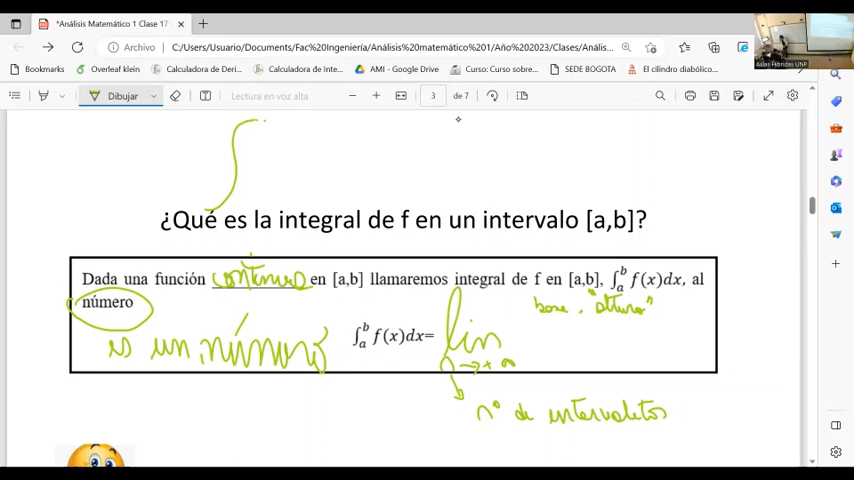 *Análisis Matemático 1 Clase 17
Archivo C:/Users/Usuario/Documents/Fac%20Ingeniería/Análisis%20matemático%201/Año%202023/Clases/Anális...
Bookmarks Overleaf klein Calculadora de Deri... Calculadora de Inte... AMI - Google Drive Curso: Curso sobre... SEDE BOGOTA El cilindro diabólic...
Aulas Híbridas UNP
Dibujar Lectura en voz alta 3 de 7
∫
¿Qué es la integral de f en un intervalo [a,b]?
Dada una función continua en [a,b] llamaremos integral de f en [a,b], ∫ₐᵇ f(x)dx, al
número
base . "altura"
es un número ∫ₐᵇ f(x)dx= lim
n→+∞
nº de intervalitos